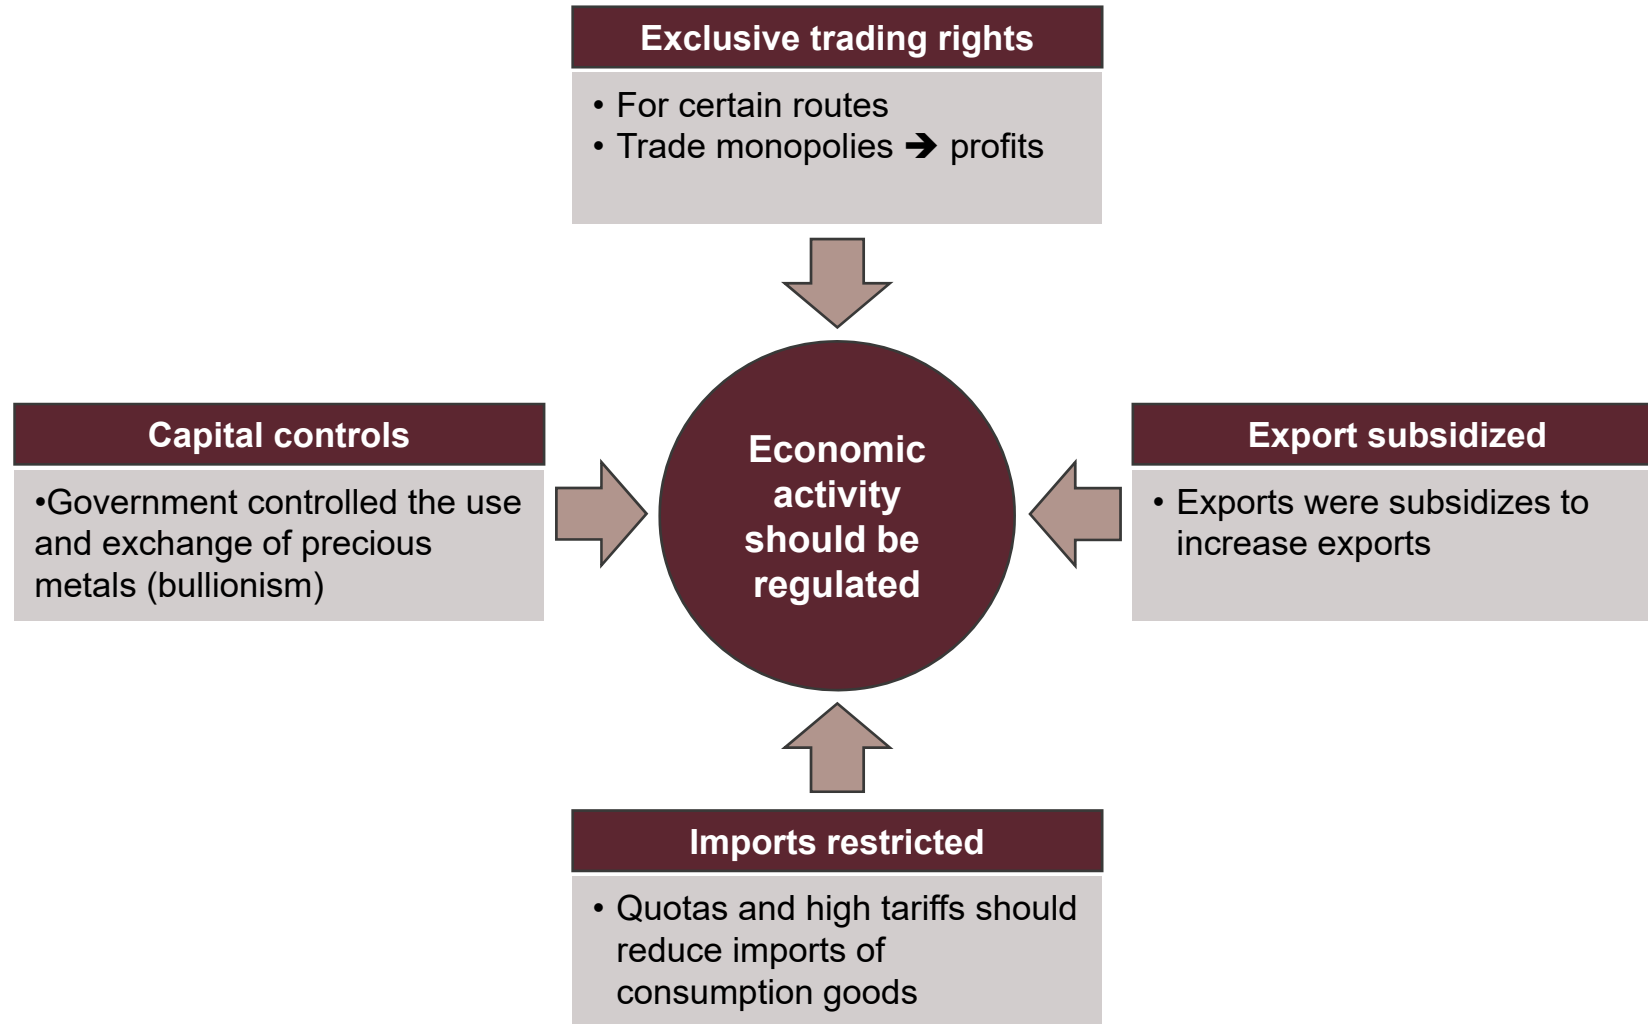 Exclusive trading rights
• For certain routes
• Trade monopolies ➔ profits
Capital controls
•Government controlled the use
and exchange of precious
metals (bullionism)
Economic
activity
should be
regulated
Export subsidized
• Exports were subsidizes to
increase exports
Imports restricted
• Quotas and high tariffs should
reduce imports of
consumption goods